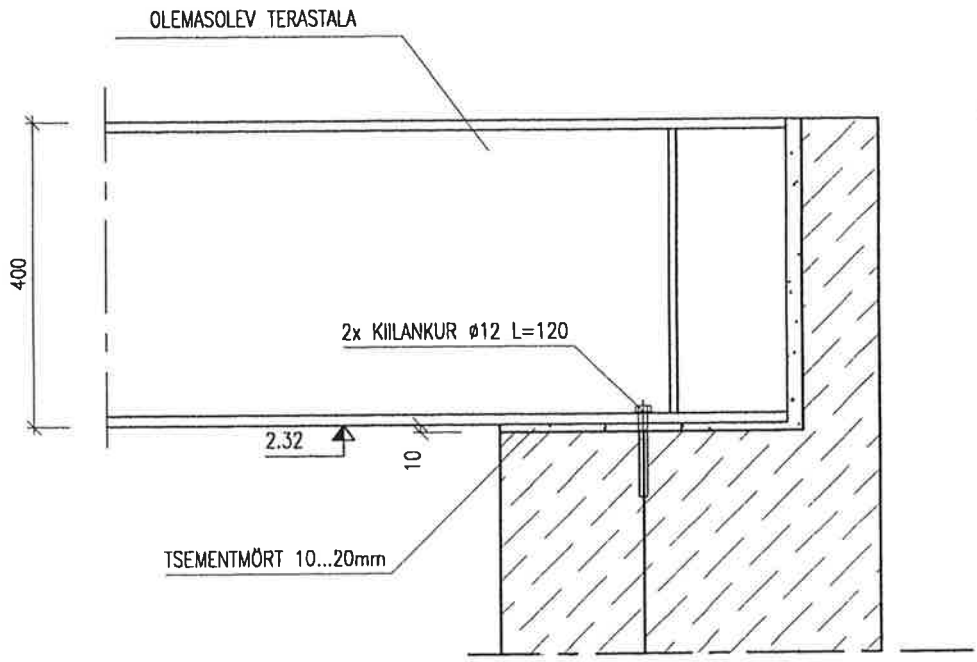 OLEMASOLEV TERASTALA
400
2x KIILANKUR ø12 L=120
2.32
10
TSEMENTMÖRT 10...20mm